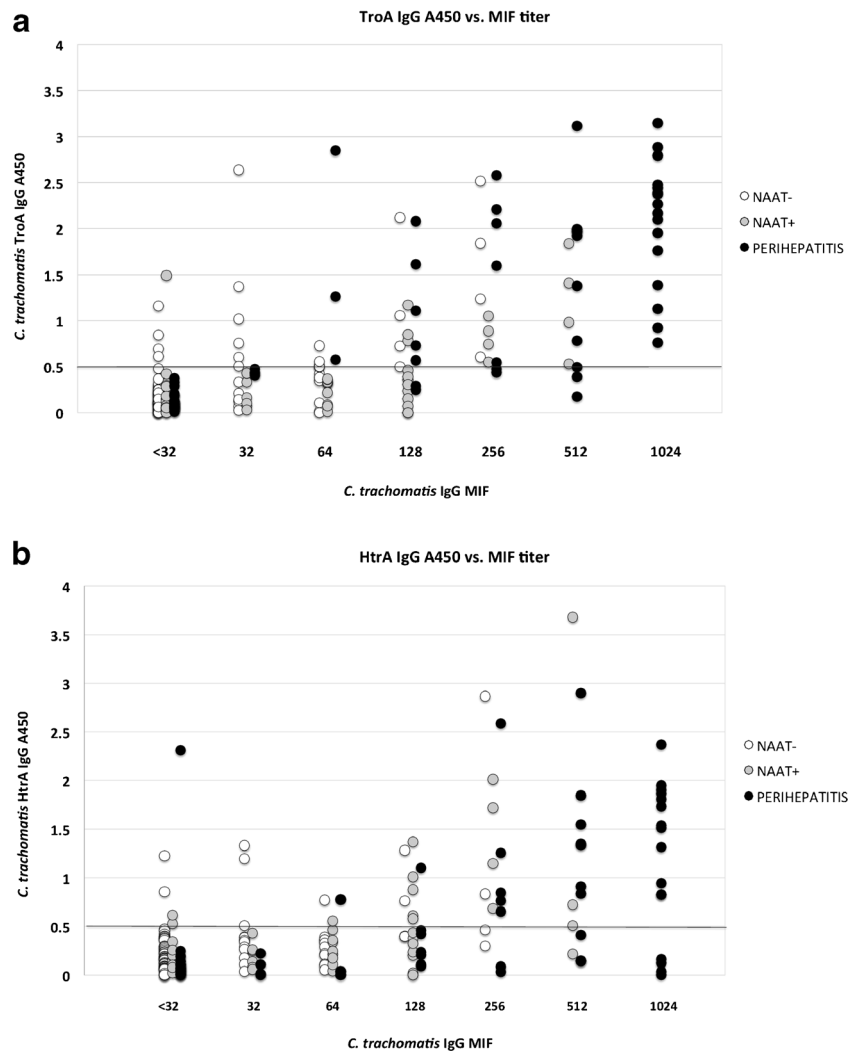 a
TroA IgG A450 vs. MIF titer
4
3.5
3
2.5
2
1.5
1
0.5
0
C. trachomatis TroA IgG A450
NAAT-
NAAT+
PERIHEPATITIS
<32 32 64 128 256 512 1024
C. trachomatis IgG MIF
b
HtrA IgG A450 vs. MIF titer
4
3.5
3
2.5
2
1.5
1
0.5
0
C. trachomatis HtrA IgG A450
NAAT-
NAAT+
PERIHEPATITIS
<32 32 64 128 256 512 1024
C. trachomatis IgG MIF